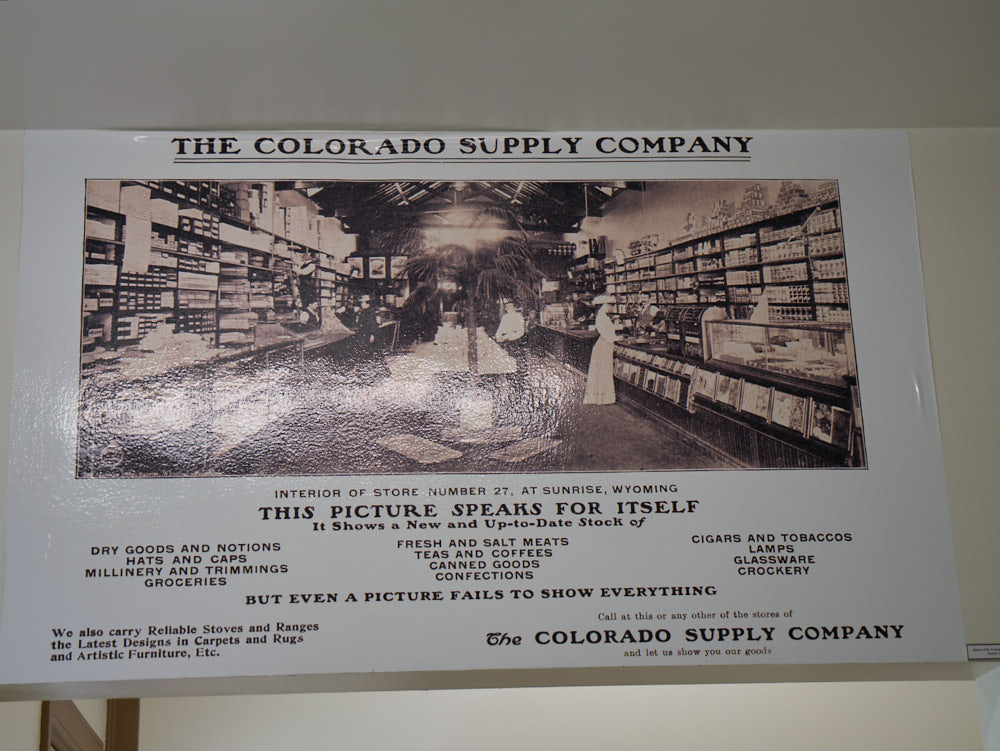 THE COLORADO SUPPLY COMPANY
INTERIOR OF STORE NUMBER 27, AT SUNRISE, WYOMING
THIS PICTURE SPEAKS FOR ITSELF
It Shows a New and Up-to-Date Stock of
DRY GOODS AND NOTIONS
HATS AND CAPS
MILLINERY AND TRIMMINGS
GROCERIES
FRESH AND SALT MEATS
TEAS AND COFFEES
CANNED GOODS
CONFECTIONS
CIGARS AND TOBACCOS
LAMPS
GLASSWARE
CROCKERY
BUT EVEN A PICTURE FAILS TO SHOW EVERYTHING
We also carry Reliable Stoves and Ranges
the Latest Designs in Carpets and Rugs
and Artistic Furniture, Etc.
Call at this or any other of the stores of
The COLORADO SUPPLY COMPANY
and let us show you our goods